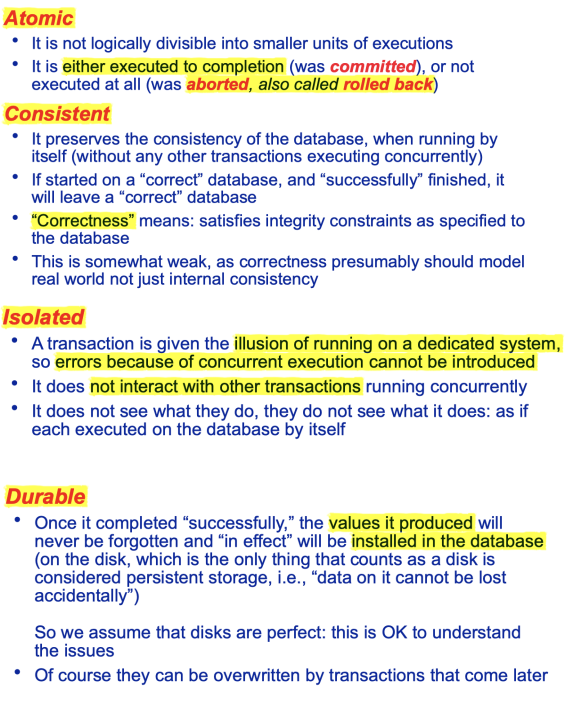 Atomic
• It is not logically divisible into smaller units of executions
• It is either executed to completion (was committed), or not
executed at all (was aborted, also called rolled back)
Consistent
• It preserves the consistency of the database, when running by
itself (without any other transactions executing concurrently)
• If started on a “correct” database, and “successfully” finished, it
will leave a “correct” database
• “Correctness” means: satisfies integrity constraints as specified to
the database
• This is somewhat weak, as correctness presumably should model
real world not just internal consistency
Isolated
• A transaction is given the illusion of running on a dedicated system,
so errors because of concurrent execution cannot be introduced
• It does not interact with other transactions running concurrently
• It does not see what they do, they do not see what it does: as if
each executed on the database by itself
Durable
• Once it completed “successfully,” the values it produced will
never be forgotten and “in effect” will be installed in the database
(on the disk, which is the only thing that counts as a disk is
considered persistent storage, i.e., “data on it cannot be lost
accidentally”)
So we assume that disks are perfect: this is OK to understand
the issues
• Of course they can be overwritten by transactions that come later